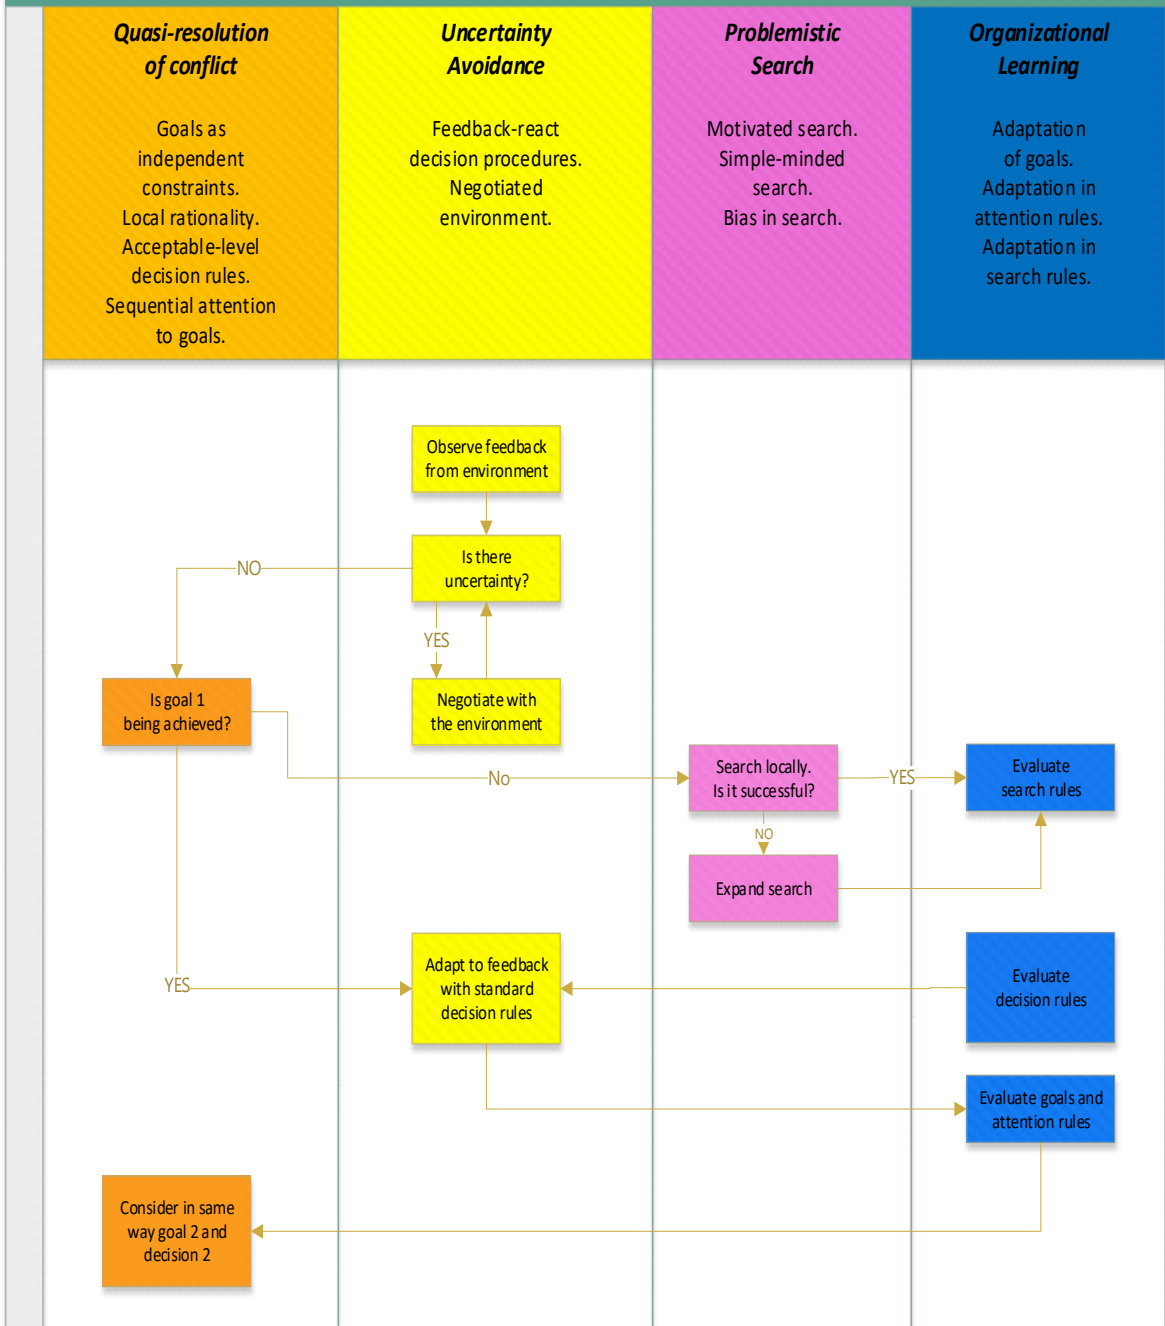 Quasi-resolution
of conflict
Goals as
independent
constraints.
Local rationality.
Acceptable-level
decision rules.
Sequential attention
to goals.
Uncertainty
Avoidance
Feedback-react
decision procedures.
Negotiated
environment.
Problemistic
Search
Motivated search.
Simple-minded
search.
Bias in search.
Organizational
Learning
Adaptation
of goals.
Adaptation in
attention rules.
Adaptation in
search rules.
Observe feedback
from environment
Is there
uncertainty?
NO
YES
Is goal 1
being achieved?
Negotiate with
the environment
No
Search locally.
Is it successful?
YES
Evaluate
search rules
NO
Expand search
YES
Adapt to feedback
with standard
decision rules
Evaluate
decision rules
Evaluate goals and
attention rules
Consider in same
way goal 2 and
decision 2